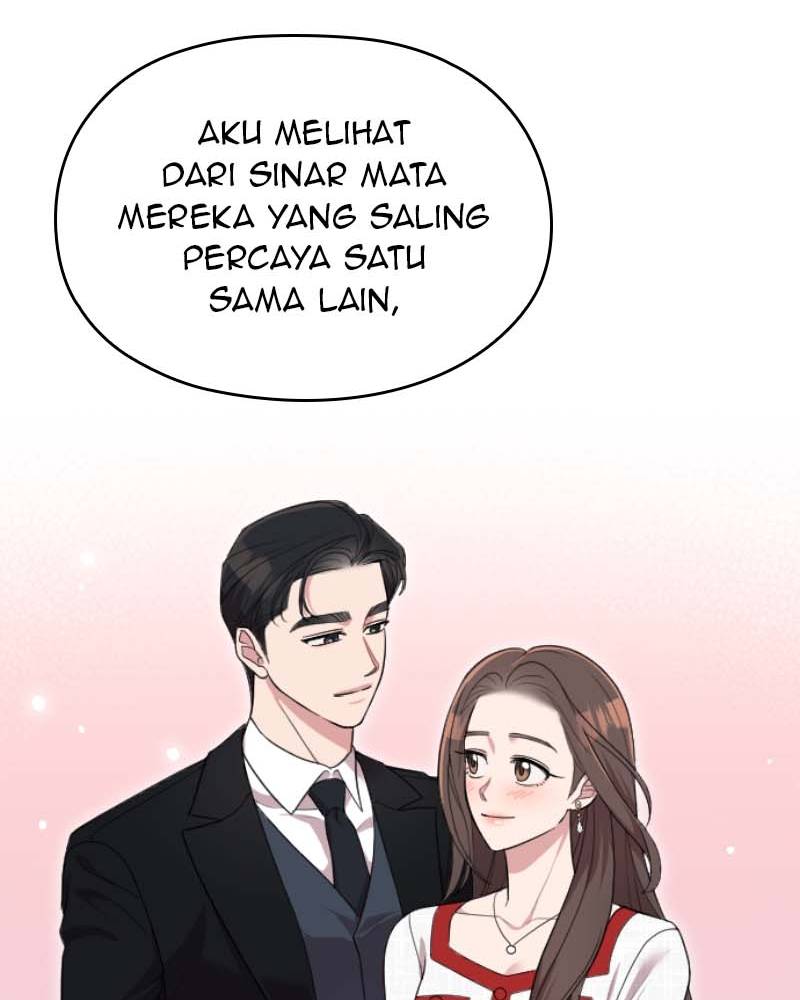 AKU MELIHAT
DARI SINAR MATA
MEREKA YANG SALING
PERCAYA SATU
SAMA LAIN,